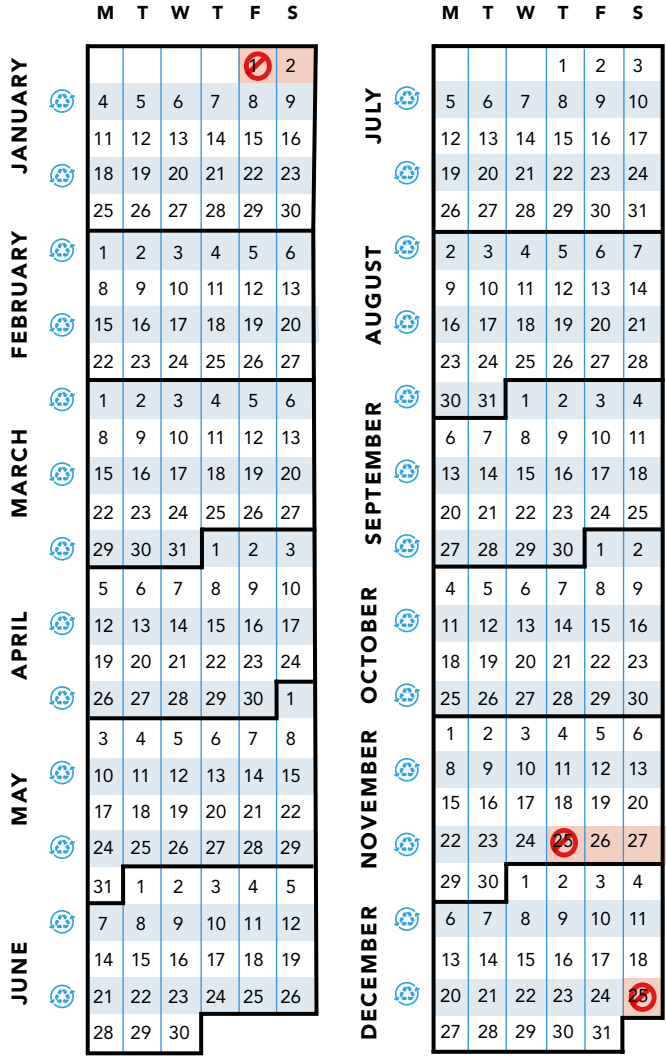 M T W T F S
JANUARY
1 2
4 5 6 7 8 9
11 12 13 14 15 16
18 19 20 21 22 23
25 26 27 28 29 30
FEBRUARY
1 2 3 4 5 6
8 9 10 11 12 13
15 16 17 18 19 20
22 23 24 25 26 27
MARCH
1 2 3 4 5 6
8 9 10 11 12 13
15 16 17 18 19 20
22 23 24 25 26 27
29 30 31 1 2 3
APRIL
5 6 7 8 9 10
12 13 14 15 16 17
19 20 21 22 23 24
26 27 28 29 30 1
MAY
3 4 5 6 7 8
10 11 12 13 14 15
17 18 19 20 21 22
24 25 26 27 28 29
31 1 2 3 4 5
JUNE
7 8 9 10 11 12
14 15 16 17 18 19
21 22 23 24 25 26
28 29 30
M T W T F S
JULY
1 2 3
5 6 7 8 9 10
12 13 14 15 16 17
19 20 21 22 23 24
26 27 28 29 30 31
AUGUST
2 3 4 5 6 7
9 10 11 12 13 14
16 17 18 19 20 21
23 24 25 26 27 28
30 31 1 2 3 4
SEPTEMBER
6 7 8 9 10 11
13 14 15 16 17 18
20 21 22 23 24 25
27 28 29 30 1 2
OCTOBER
4 5 6 7 8 9
11 12 13 14 15 16
18 19 20 21 22 23
25 26 27 28 29 30
NOVEMBER
1 2 3 4 5 6
8 9 10 11 12 13
15 16 17 18 19 20
22 23 24 25 26 27
29 30 1 2 3 4
DECEMBER
6 7 8 9 10 11
13 14 15 16 17 18
20 21 22 23 24 25
27 28 29 30 31